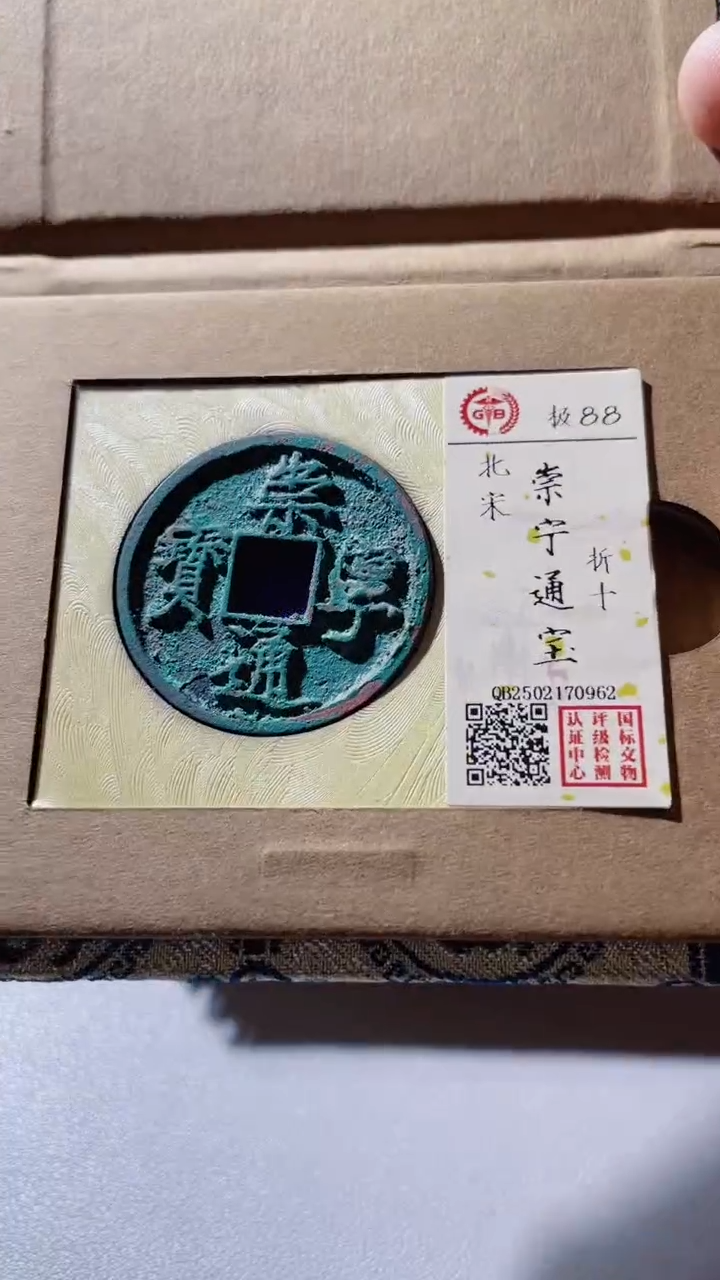 崇寧通寳
GB
极88
北宋
崇宁通宝
折十
QB2502170962
国标文物
评级检测
认证中心